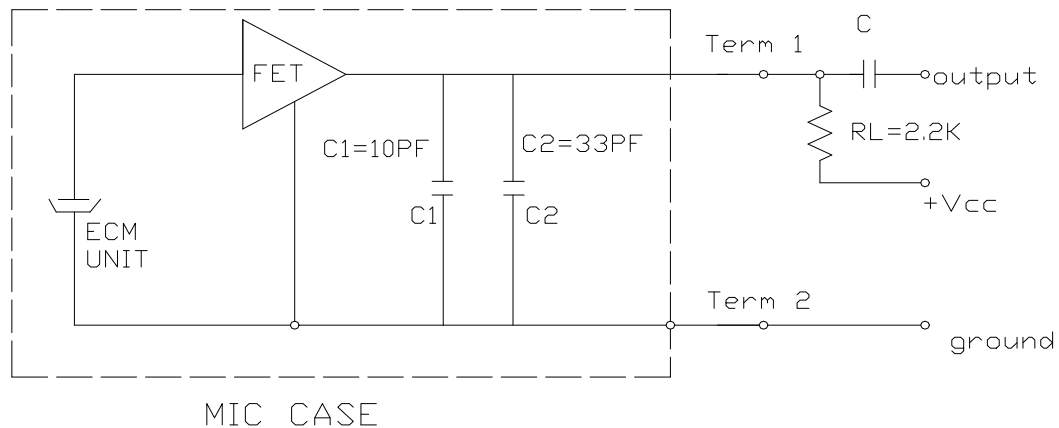 C
Term 1
FET
output
C1=10PF
C2=33PF
RL=2.2K
+Vcc
C1
C2
ECM
UNIT
Term 2
ground
MIC CASE